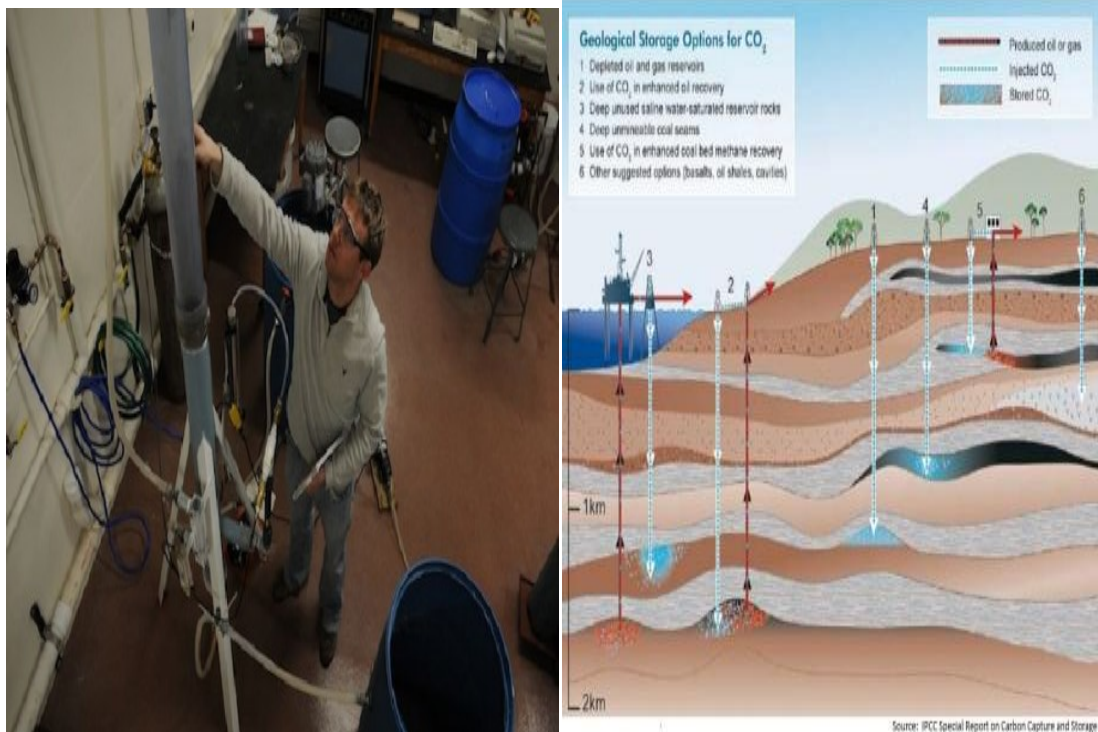 Geological Storage Options for CO₂
1 Depleted oil and gas reservoirs
2 Use of CO₂ in enhanced oil recovery
3 Deep unused saline water-saturated reservoir rocks
4 Deep unmineable coal seams
5 Use of CO₂ in enhanced coal bed methane recovery
6 Other suggested options (basalts, oil shales, cavities)
Produced oil or gas
Injected CO₂
Stored CO₂
1
4
5
6
3
2
1km
2km
Source: IPCC Special Report on Carbon Capture and Storage